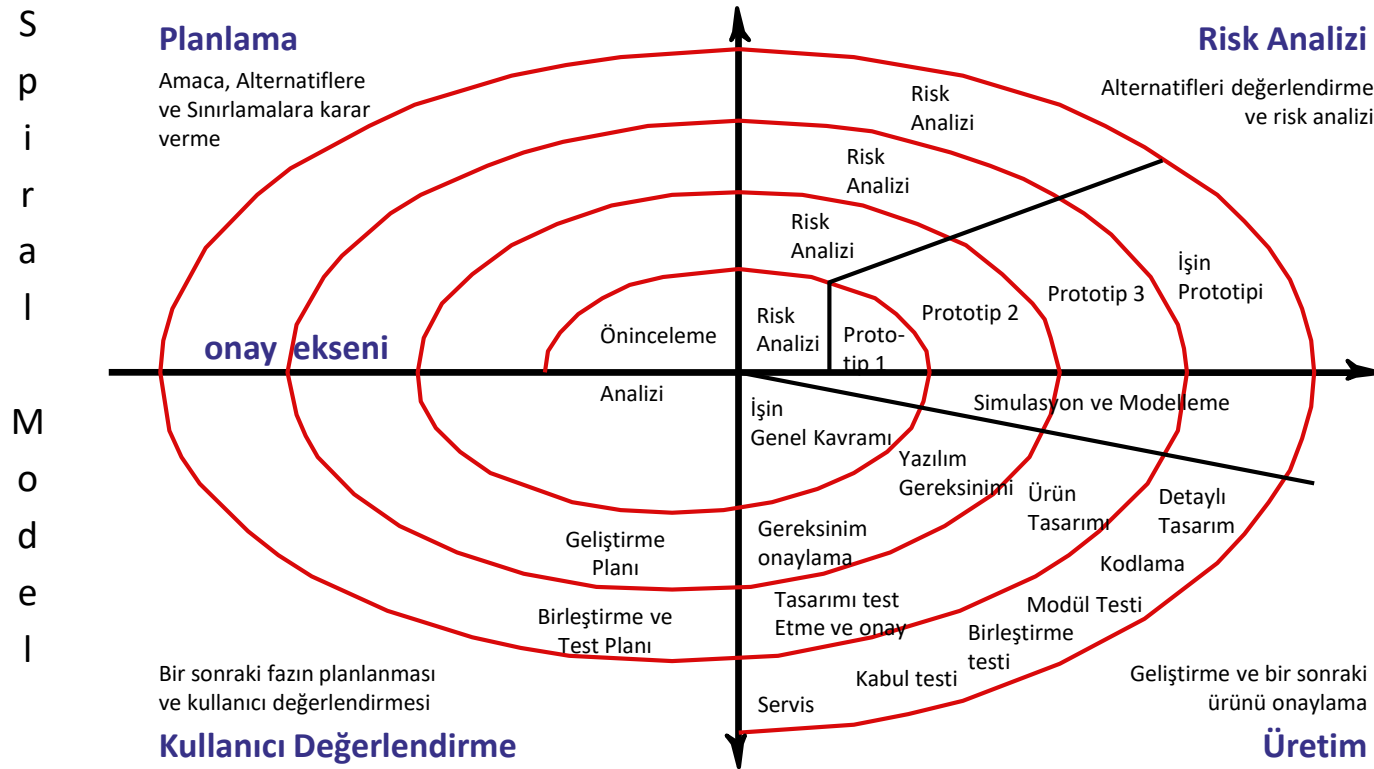 Spiral Model
Planlama
Amaca, Alternatiflere
ve Sınırlamalara karar
verme
Risk Analizi
Alternatifleri değerlendirme
ve risk analizi
Risk
Analizi
Risk
Analizi
Risk
Analizi
Risk
Analizi
Proto-
tip 1
Prototip 2
Prototip 3
İşin
Prototipi
Öninceleme
onay ekseni
Analizi
İşin
Genel Kavramı
Simulasyon ve Modelleme
Yazılım
Gereksinimi
Ürün
Tasarımı
Detaylı
Tasarım
Geliştirme
Planı
Gereksinim
onaylama
Kodlama
Birleştirme ve
Test Planı
Tasarımı test
Etme ve onay
Modül Testi
Birleştirme
testi
Kabul testi
Servis
Bir sonraki fazın planlanması
ve kullanıcı değerlendirmesi
Kullanıcı Değerlendirme
Geliştirme ve bir sonraki
ürünü onaylama
Üretim